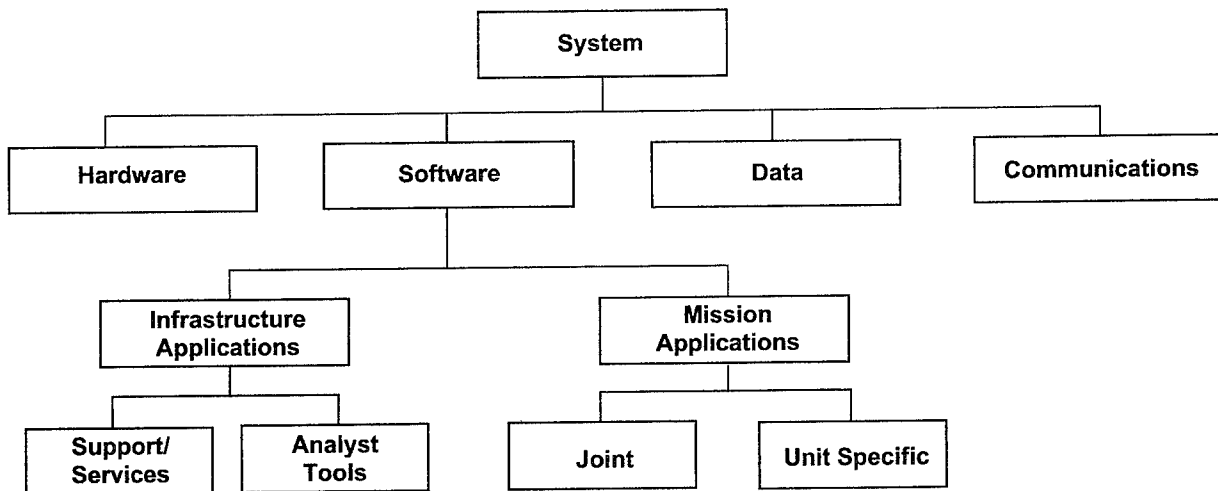 System
Hardware
Software
Data
Communications
Infrastructure
Applications
Mission
Applications
Support/
Services
Analyst
Tools
Joint
Unit Specific